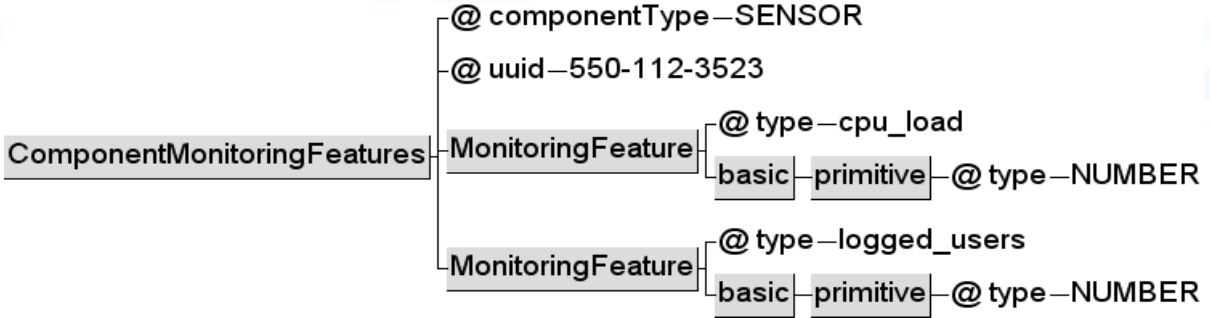 @ componentType—SENSOR
@ uuid—550-112-3523
ComponentMonitoringFeatures
MonitoringFeature
@ type—cpu_load
basic
primitive
@ type—NUMBER
MonitoringFeature
@ type—logged_users
basic
primitive
@ type—NUMBER